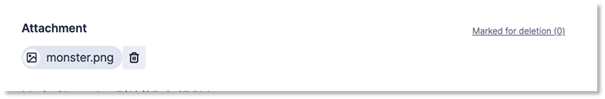 Attachment
Marked for deletion (0)
monster.png